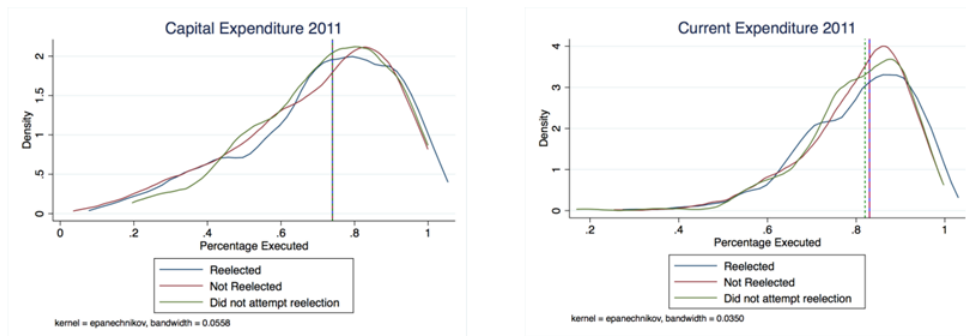 Capital Expenditure 2011
Density
0
.5
1
1.5
2
0
.2
.4
.6
.8
1
Percentage Executed
Reelected
Not Reelected
Did not attempt reelection
kernel = epanechnikov, bandwidth = 0.0558
Current Expenditure 2011
Density
0
1
2
3
4
.2
.4
.6
.8
1
Percentage Executed
Reelected
Not Reelected
Did not attempt reelection
kernel = epanechnikov, bandwidth = 0.0350